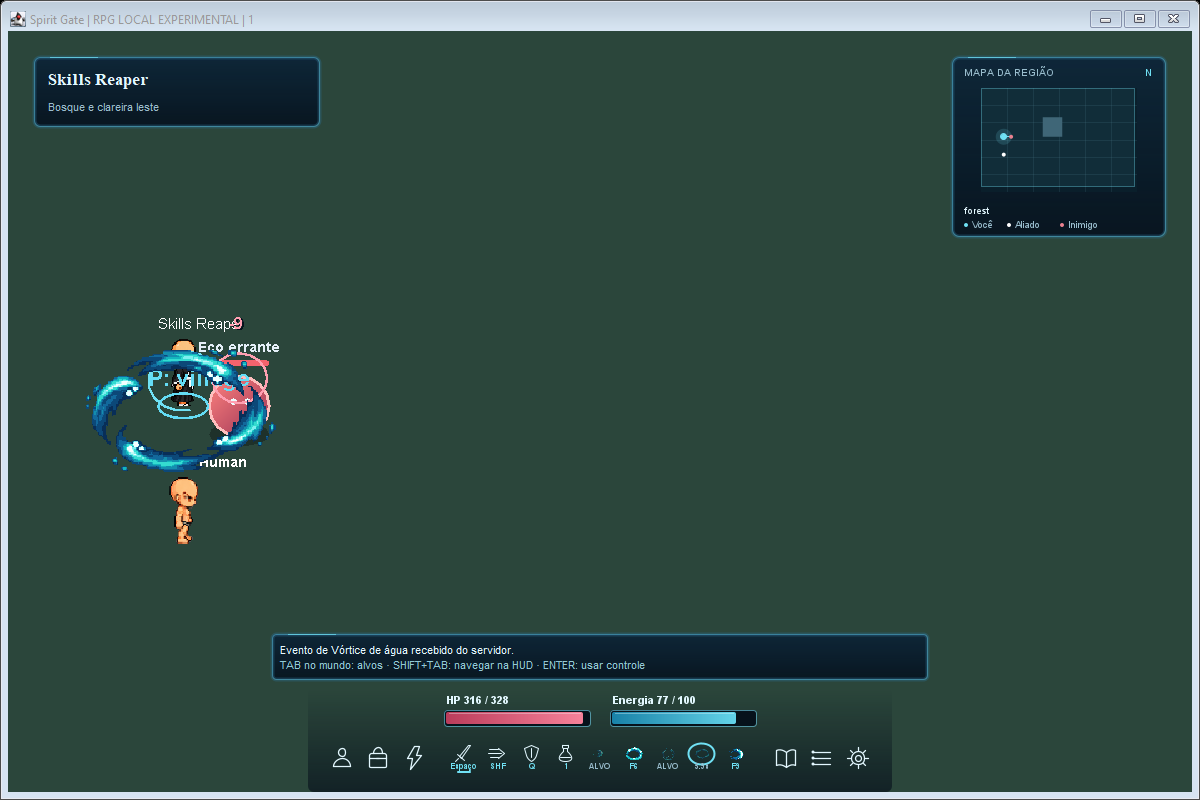 Spirit Gate | RPG LOCAL EXPERIMENTAL | 1
Skills Reaper
Bosque e clareira leste
MAPA DA REGIÃO N
forest
Você Aliado Inimigo
Skills Reaper
9
Eco errante
P: village
Human
Evento de Vórtice de água recebido do servidor.
TAB no mundo: alvos · SHIFT+TAB: navegar na HUD · ENTER: usar controle
HP 316 / 328 Energia 77 / 100
Espaço SHF Q 1 ALVO F6 ALVO F9